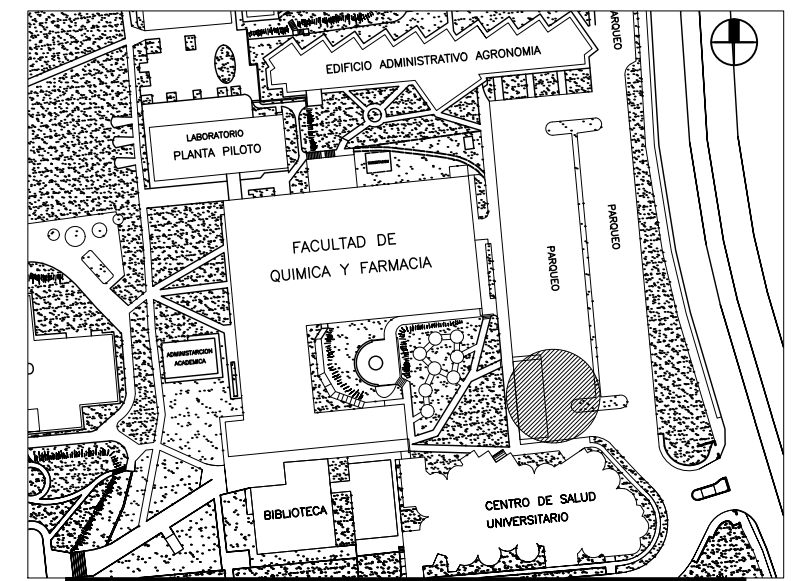 PARQUEO
EDIFICIO ADMINISTRATIVO AGRONOMIA
LABORATORIO
PLANTA PILOTO
FACULTAD DE
QUIMICA Y FARMACIA
PARQUEO
PARQUEO
ADMINISTARCION
ACADEMICA
BIBLIOTECA
CENTRO DE SALUD
UNIVERSITARIO